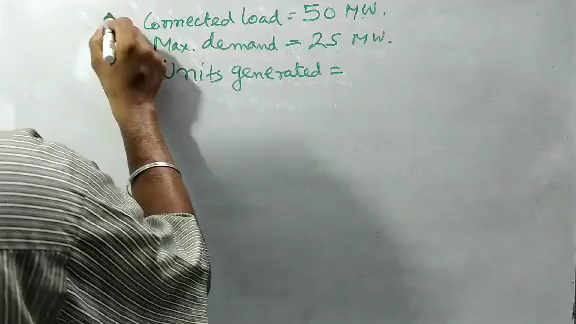 Connected load = 50 MW.
Max. demand = 25 MW.
Units generated =